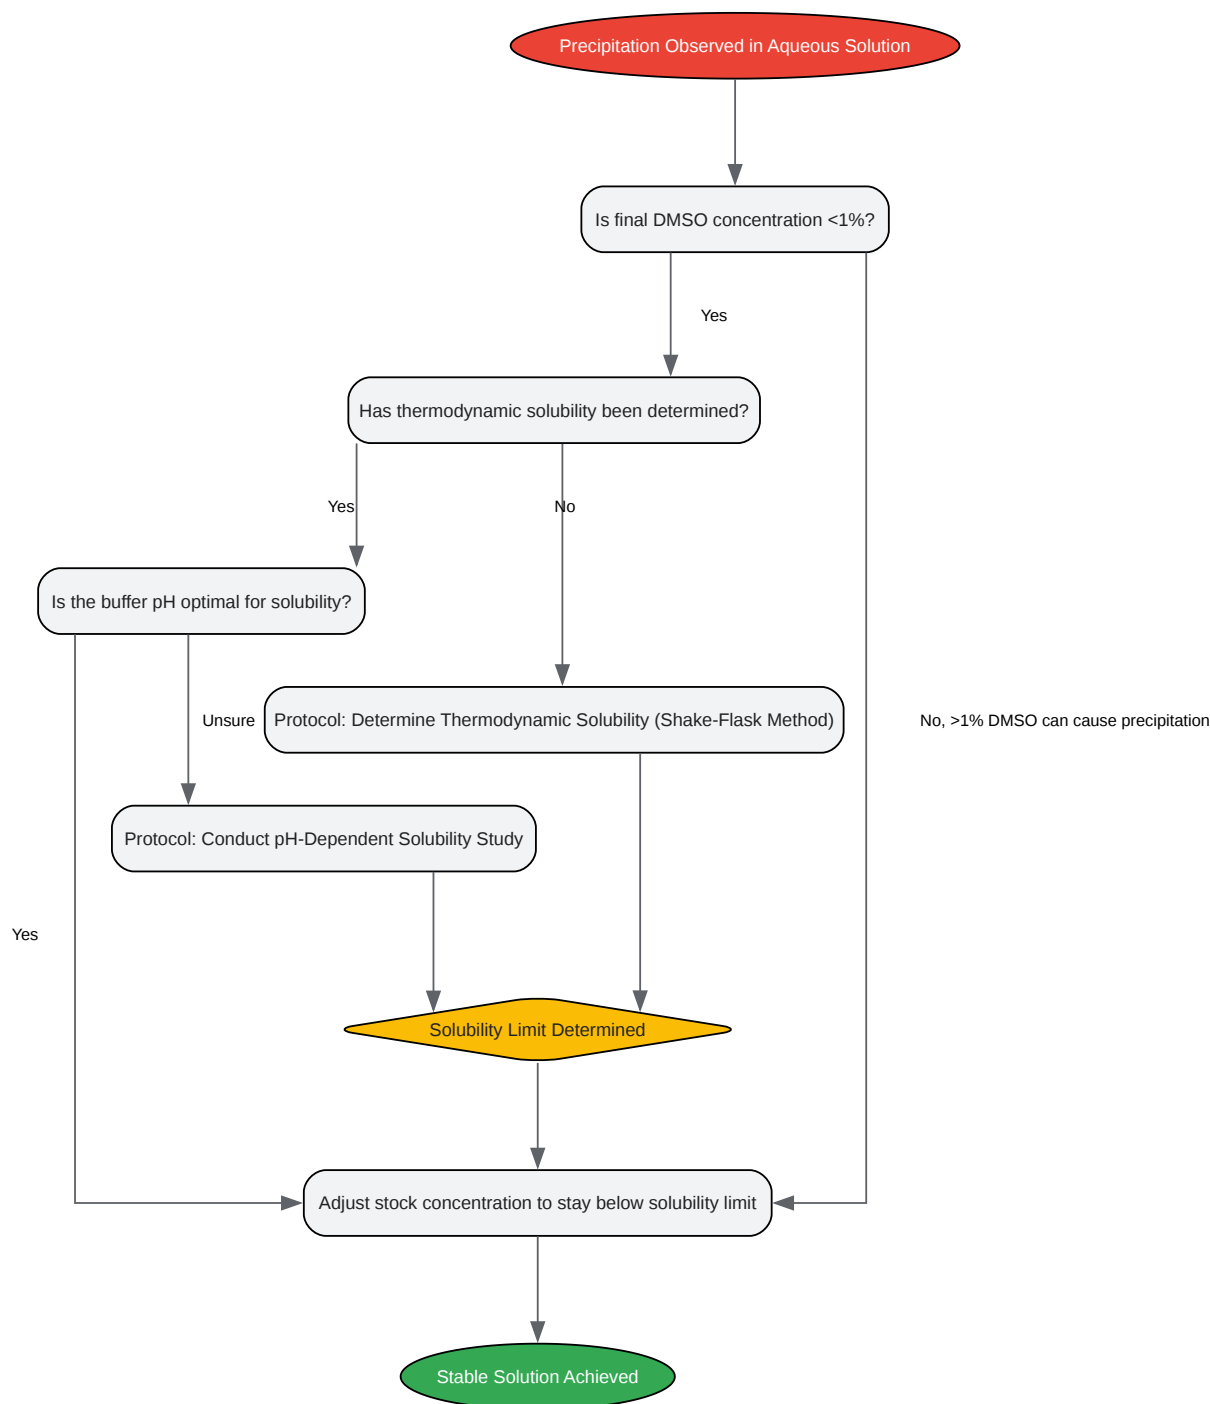 Precipitation Observed in Aqueous Solution
Is final DMSO concentration <1%?
Yes
Has thermodynamic solubility been determined?
Yes
No
Is the buffer pH optimal for solubility?
Unsure
Protocol: Determine Thermodynamic Solubility (Shake-Flask Method)
No, >1% DMSO can cause precipitation
Protocol: Conduct pH-Dependent Solubility Study
Yes
Solubility Limit Determined
Adjust stock concentration to stay below solubility limit
Stable Solution Achieved